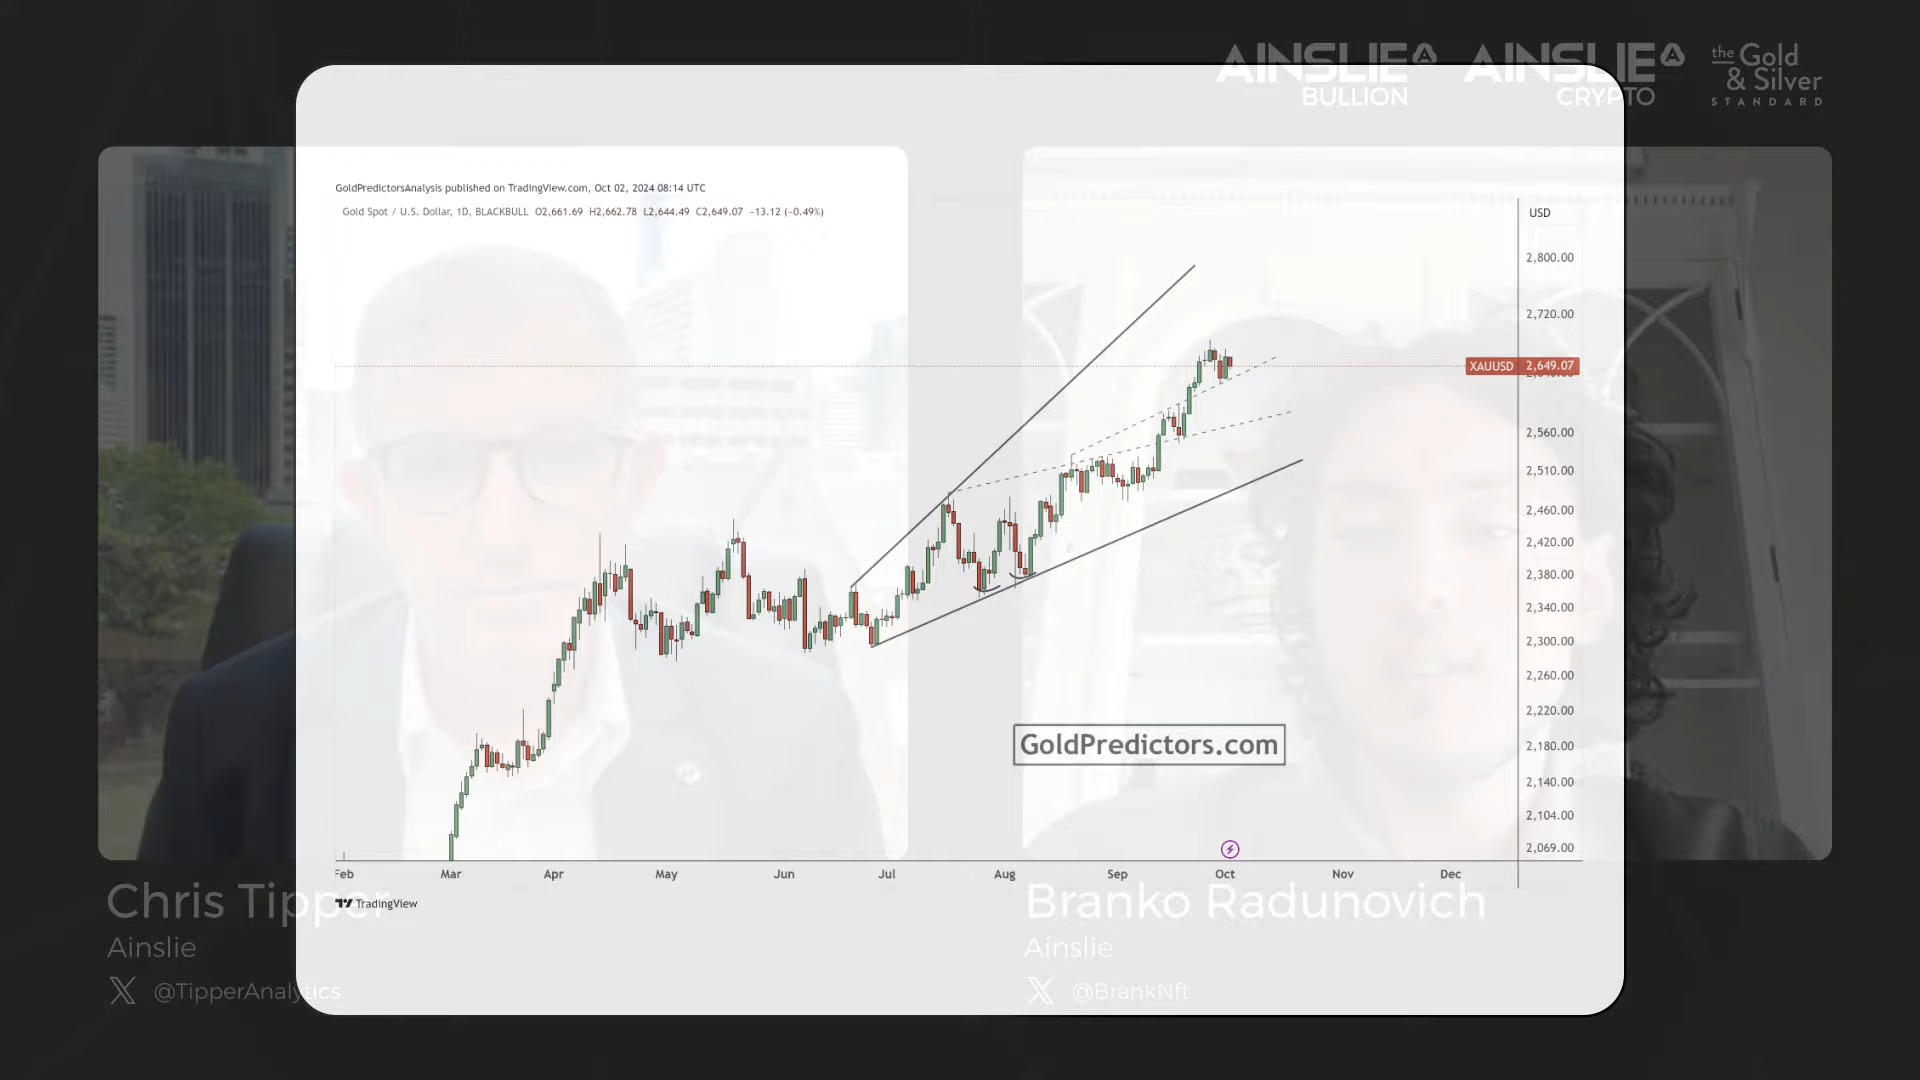 AINSLIE
BULLION
AINSLIE
CRYPTO
the Gold
& Silver
STANDARD
GoldPredictorsAnalysis published on TradingView.com, Oct 02, 2024 08:14 UTC
Gold Spot / U.S. Dollar, 1D, BLACKBULL O2,661.69 H2,662.78 L2,644.49 C2,649.07 −13.12 (−0.49%)
USD
2,800.00
2,720.00
XAUUSD 2,649.07
2,560.00
2,510.00
2,460.00
2,420.00
2,380.00
2,340.00
2,300.00
2,260.00
2,220.00
2,180.00
2,140.00
2,104.00
2,069.00
GoldPredictors.com
Feb Mar Apr May Jun Jul Aug Sep Oct Nov Dec
TradingView
Chris Tipper
Ainslie
@TipperAnalytics
Branko Radunovich
Ainslie
@BrankNft